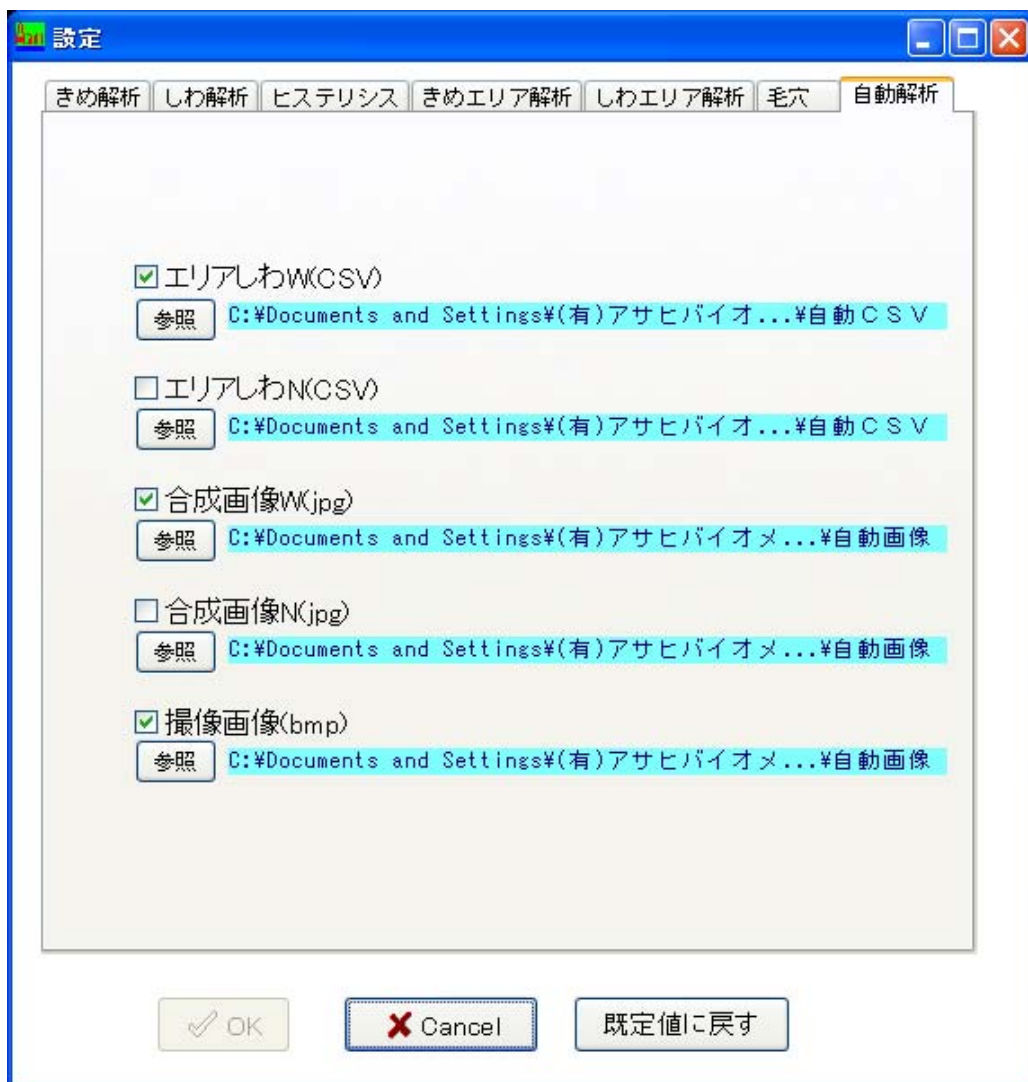 設定
きめ解析 しわ解析 ヒステリシス きめエリア解析 しわエリア解析 毛穴 自動解析
エリアしわW(CSV)
参照 C:¥Documents and Settings¥(有)アサヒバイオ...¥自動CSV
エリアしわN(CSV)
参照 C:¥Documents and Settings¥(有)アサヒバイオ...¥自動CSV
合成画像W(jpg)
参照 C:¥Documents and Settings¥(有)アサヒバイオメ...¥自動画像
合成画像N(jpg)
参照 C:¥Documents and Settings¥(有)アサヒバイオメ...¥自動画像
撮像画像(bmp)
参照 C:¥Documents and Settings¥(有)アサヒバイオメ...¥自動画像
OK Cancel 既定値に戻す